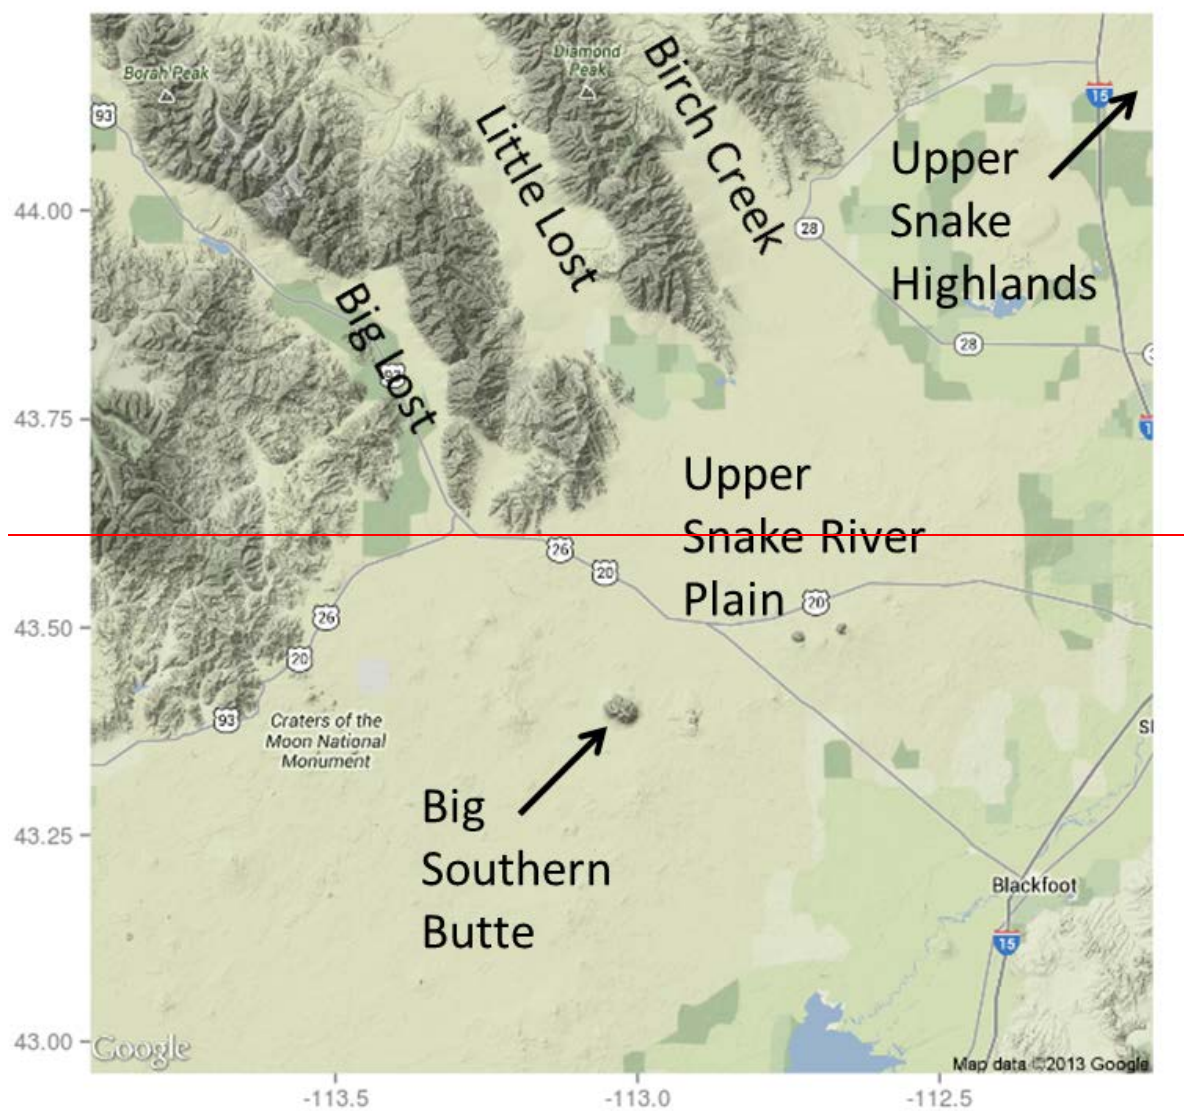 Borah Peak
Diamond
Peak
Birch Creek
93
15
Little Lost
Upper
Snake
Highlands
44.00
28
Big Lost
28
93
43.75
Upper
Snake River
Plain
26
20
20
26
43.50
20
93
Craters of the
Moon National
Monument
Big
Southern
Butte
43.25
Blackfoot
15
43.00
Google
Map data ©2013 Google
-113.5
-113.0
-112.5